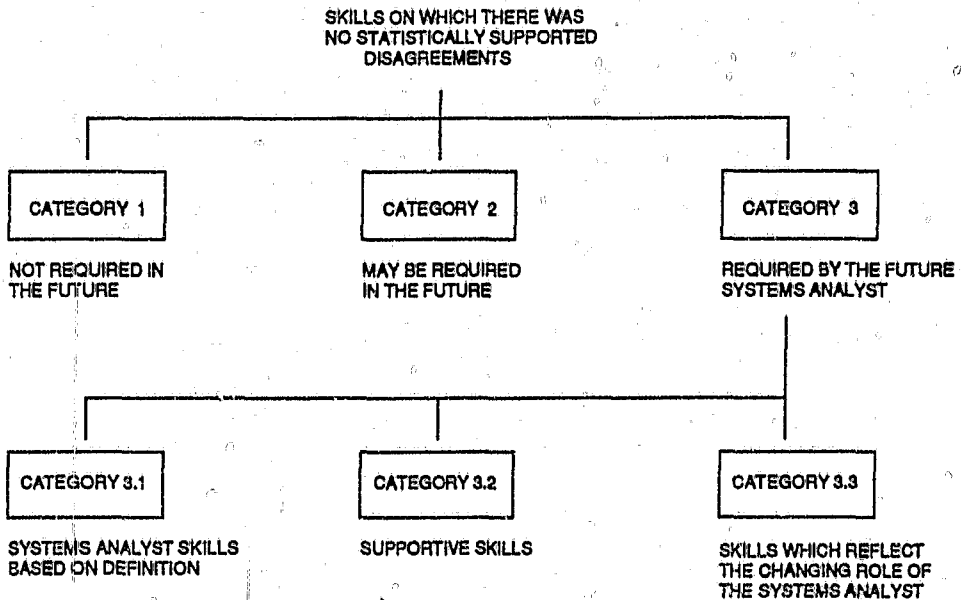 SKILLS ON WHICH THERE WAS
NO STATISTICALLY SUPPORTED
DISAGREEMENTS
CATEGORY 1
CATEGORY 2
CATEGORY 3
NOT REQUIRED IN
THE FUTURE
MAY BE REQUIRED
IN THE FUTURE
REQUIRED BY THE FUTURE
SYSTEMS ANALYST
CATEGORY 3.1
CATEGORY 3.2
CATEGORY 3.3
SYSTEMS ANALYST SKILLS
BASED ON DEFINITION
SUPPORTIVE SKILLS
SKILLS WHICH REFLECT
THE CHANGING ROLE OF
THE SYSTEMS ANALYST